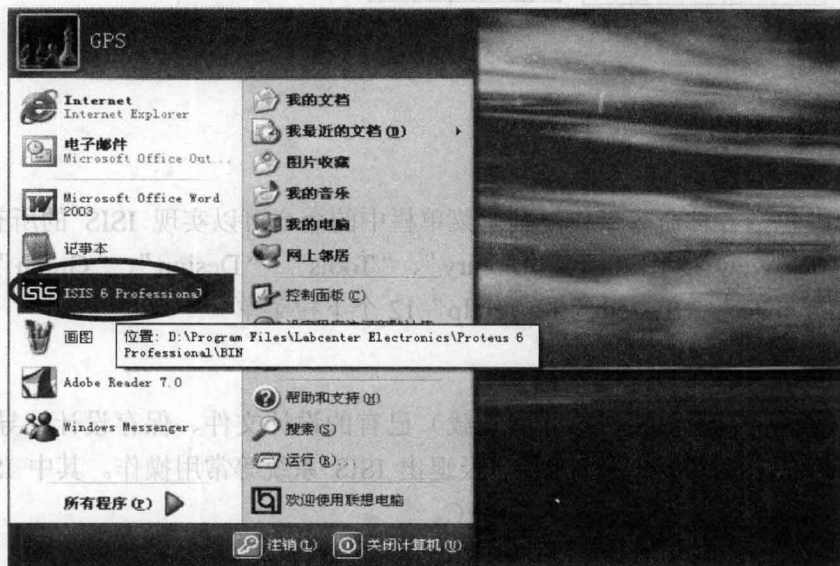 GPS
Internet
Internet Explorer
电子邮件
Microsoft Office Out...
Microsoft Office Word
2003
记事本
isis ISIS 6 Professional
画图
Adobe Reader 7.0
Windows Messenger
所有程序(P)
我的文档
我最近的文档(D)
图片收藏
我的音乐
我的电脑
网上邻居
控制面板(C)
位置: D:\Program Files\Labcenter Electronics\Proteus 6
Professional\BIN
帮助和支持(H)
搜索(S)
运行(R)...
欢迎使用联想电脑
注销(L)
关闭计算机(U)